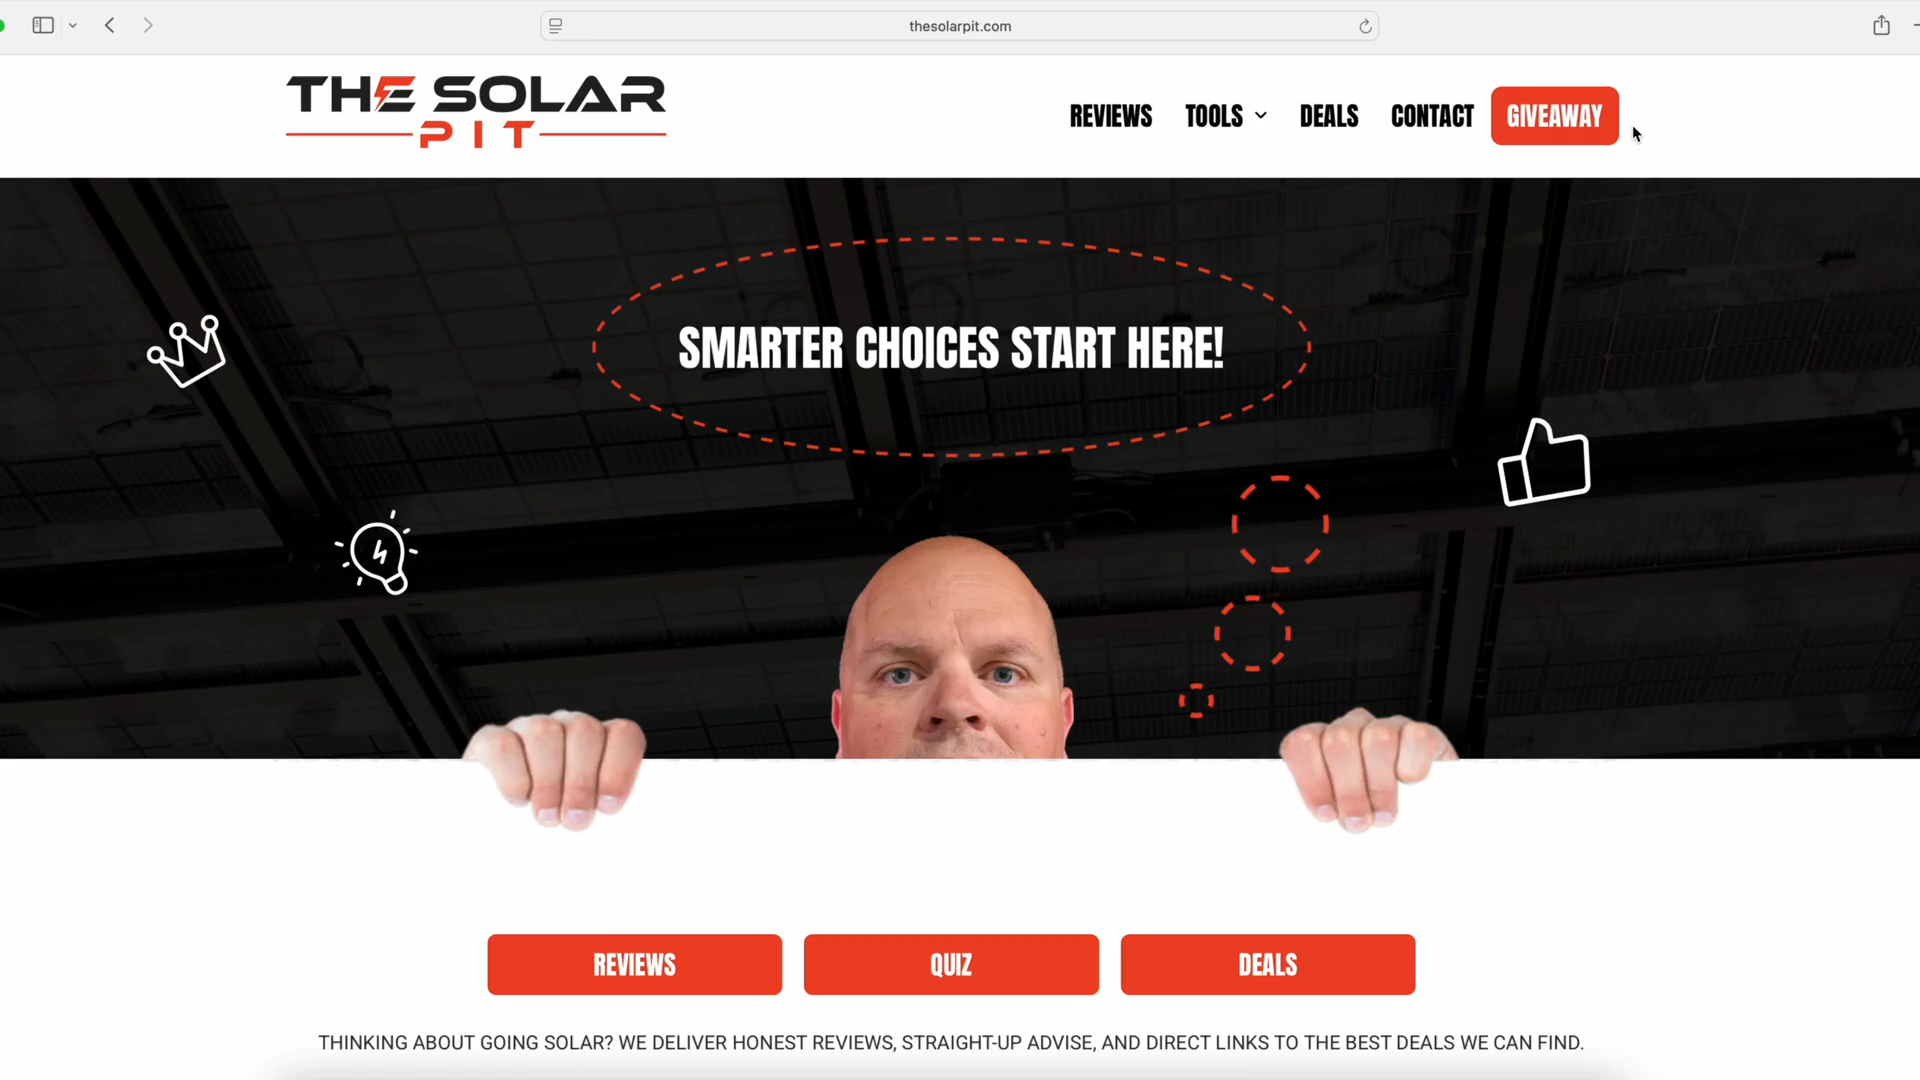 thesolarpit.com
THE SOLAR
PIT
REVIEWS TOOLS DEALS CONTACT GIVEAWAY
SMARTER CHOICES START HERE!
REVIEWS QUIZ DEALS
THINKING ABOUT GOING SOLAR? WE DELIVER HONEST REVIEWS, STRAIGHT-UP ADVISE, AND DIRECT LINKS TO THE BEST DEALS WE CAN FIND.